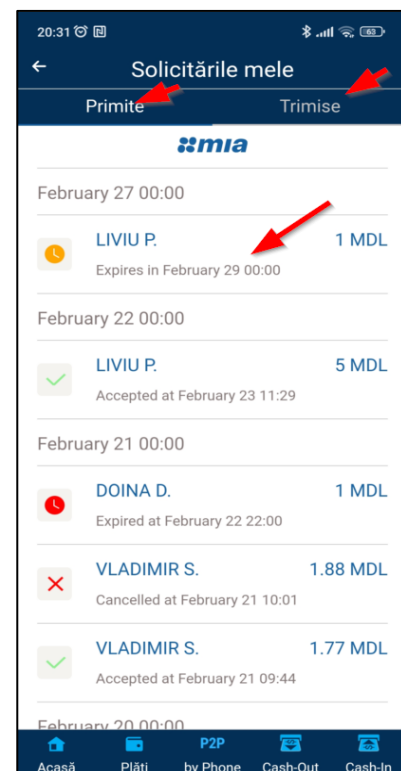 20:31
63
Solicitările mele
Primite Trimise
mia
February 27 00:00
LIVIU P. 1 MDL
Expires in February 29 00:00
February 22 00:00
LIVIU P. 5 MDL
Accepted at February 23 11:29
February 21 00:00
DOINA D. 1 MDL
Expired at February 22 22:00
VLADIMIR S. 1.88 MDL
Cancelled at February 21 10:01
VLADIMIR S. 1.77 MDL
Accepted at February 21 09:44
February 20 00:00
P2P
Acasă Plăți by Phone Cash-Out Cash-In